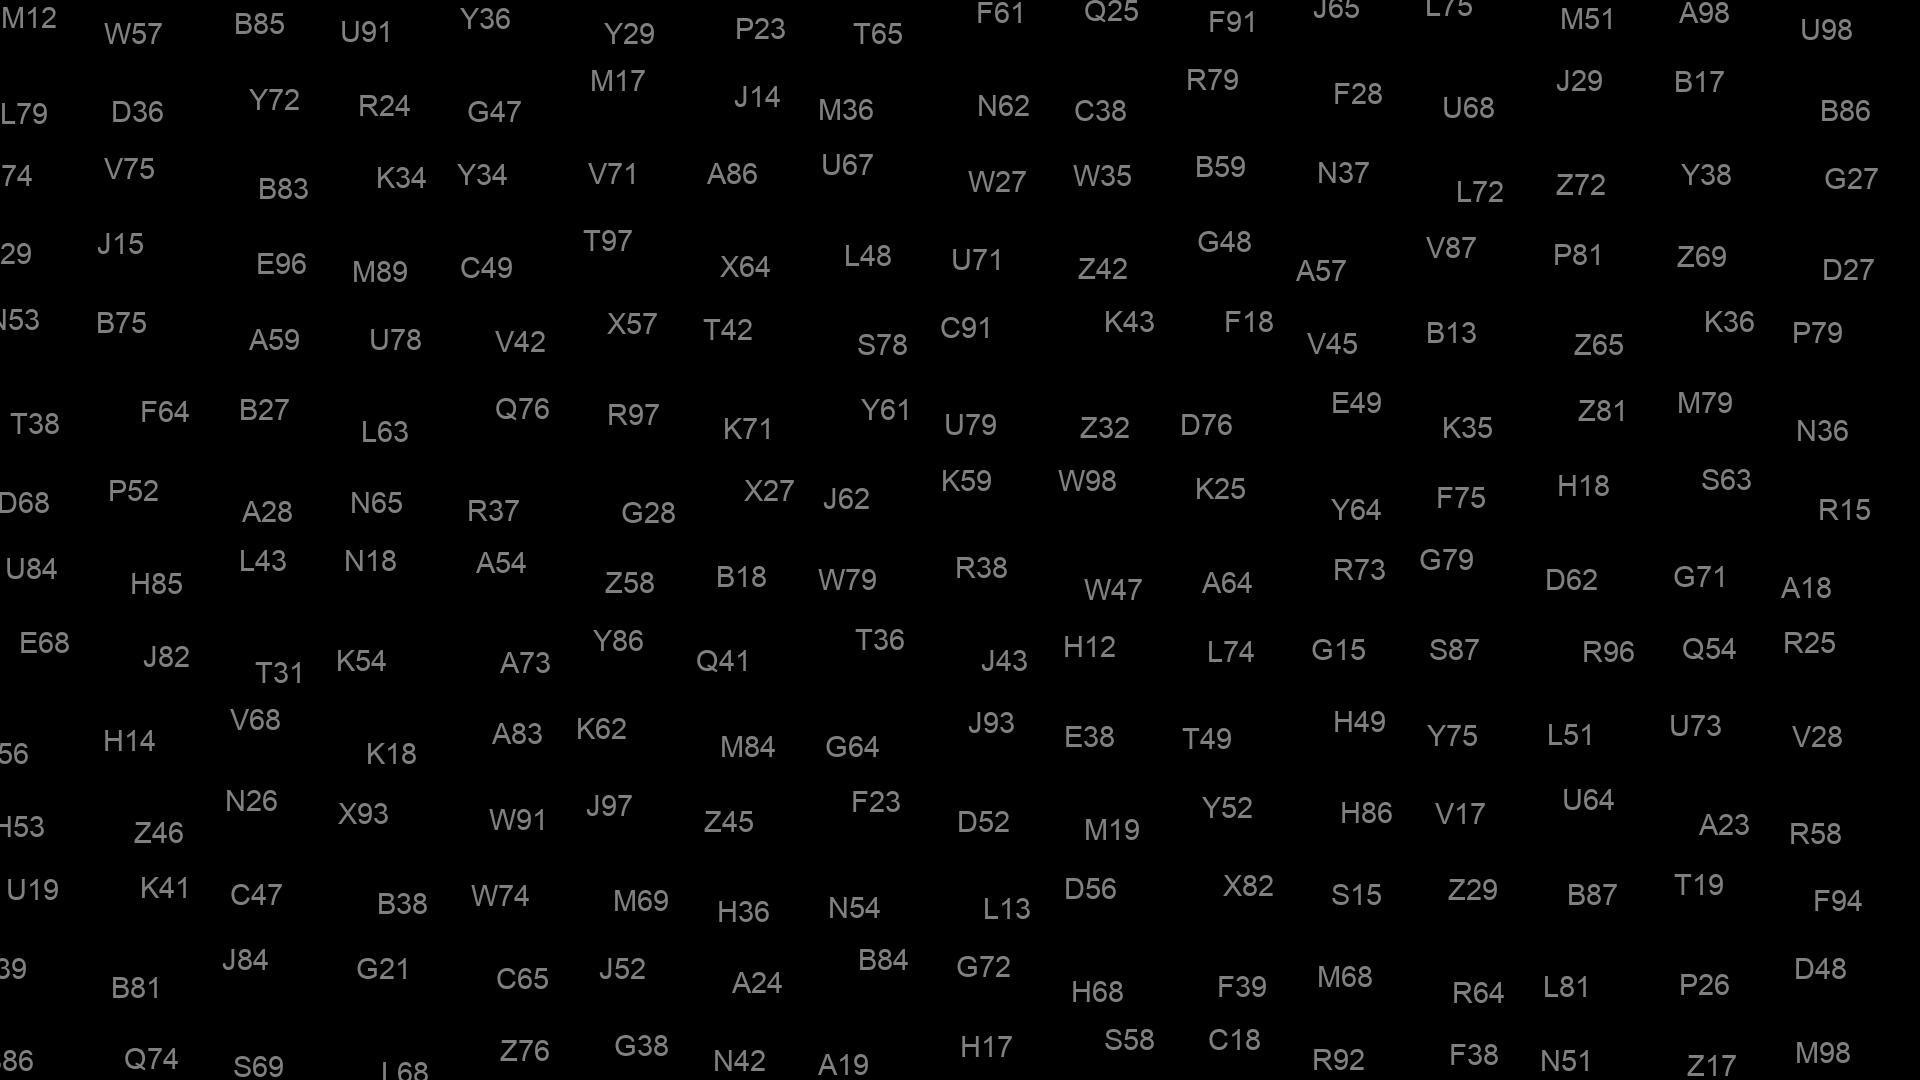 M12 W57 B85 U91 Y36 Y29 P23 T65 F61 Q25 F91 J65 L75 M51 A98 U98
L79 D36 Y72 R24 G47 M17 J14 M36 N62 C38 R79 F28 U68 J29 B17 B86
74 V75 B83 K34 Y34 V71 A86 U67 W27 W35 B59 N37 L72 Z72 Y38 G27
29 J15 E96 M89 C49 T97 X64 L48 U71 Z42 G48 A57 V87 P81 Z69 D27
N53 B75 A59 U78 V42 X57 T42 S78 C91 K43 F18 V45 B13 Z65 K36 P79
T38 F64 B27 L63 Q76 R97 K71 Y61 U79 Z32 D76 E49 K35 Z81 M79 N36
D68 P52 A28 N65 R37 G28 X27 J62 K59 W98 K25 Y64 F75 H18 S63 R15
U84 H85 L43 N18 A54 Z58 B18 W79 R38 W47 A64 R73 G79 D62 G71 A18
E68 J82 T31 K54 A73 Y86 Q41 T36 J43 H12 L74 G15 S87 R96 Q54 R25
56 H14 V68 K18 A83 K62 M84 G64 J93 E38 T49 H49 Y75 L51 U73 V28
H53 Z46 N26 X93 W91 J97 Z45 F23 D52 M19 Y52 H86 V17 U64 A23 R58
U19 K41 C47 B38 W74 M69 H36 N54 L13 D56 X82 S15 Z29 B87 T19 F94
39 B81 J84 G21 C65 J52 A24 B84 G72 H68 F39 M68 R64 L81 P26 D48
86 Q74 S69 L68 Z76 G38 N42 A19 H17 S58 C18 R92 F38 N51 Z17 M98